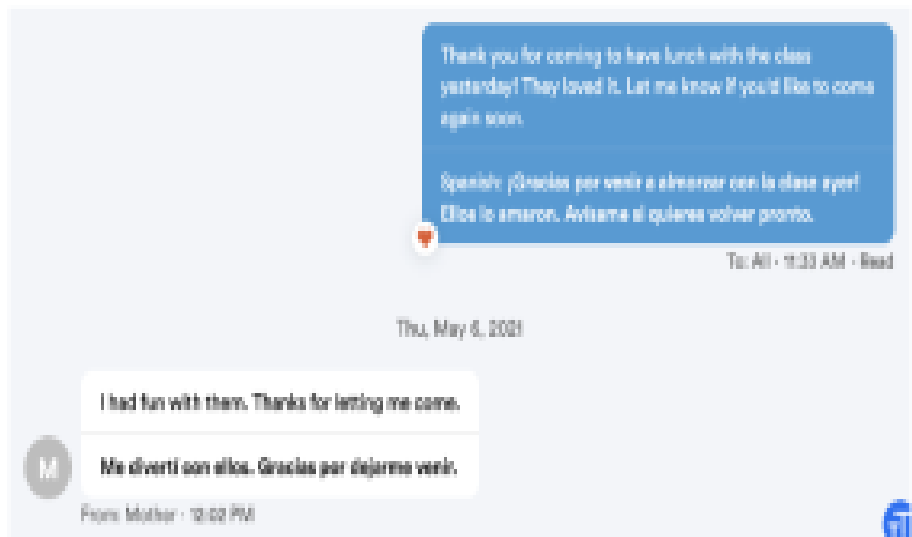 Thank you for coming to have lunch with the class
yesterday! They loved it. Let me know if you'd like to come
again soon.
Spanish: ¡Gracias por venir a almorzar con la clase ayer!
Ellos lo amaron. Avísame si quieres volver pronto.
To: All · 11:33 AM · Read
Thu, May 6, 2021
I had fun with them. Thanks for letting me come.
Me divertí con ellos. Gracias por dejarme venir.
M
From: Mother · 12:02 PM